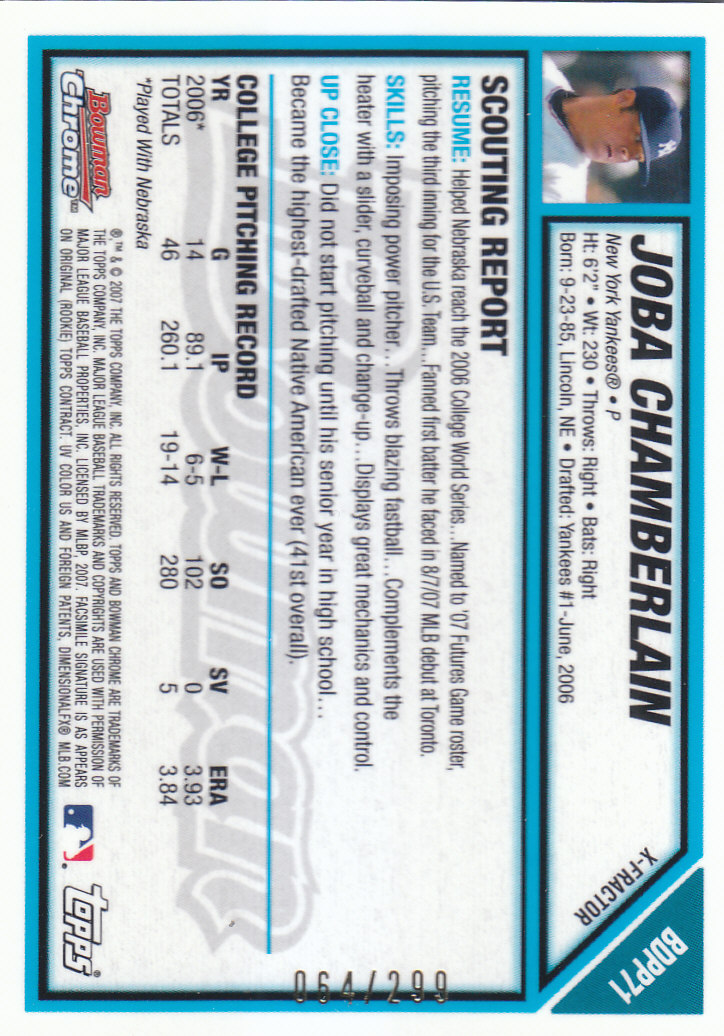 BDPP71
X-FRACTOR
JOBA CHAMBERLAIN
New York Yankees® • P
Ht: 6'2" • Wt: 230 • Throws: Right • Bats: Right
Born: 9-23-85, Lincoln, NE • Drafted: Yankees #1-June, 2006
SCOUTING REPORT
RESUME: Helped Nebraska reach the 2006 College World Series...Named to '07 Futures Game roster,
pitching the third inning for the U.S. Team...Fanned first batter he faced in 8/7/07 MLB debut at Toronto.
SKILLS: Imposing power pitcher...Throws blazing fastball...Complements the
heater with a slider, curveball and change-up...Displays great mechanics and control.
UP CLOSE: Did not start pitching until his senior year in high school...
Became the highest-drafted Native American ever (41st overall).
064/299
COLLEGE PITCHING RECORD
YR G IP W-L SO SV ERA
2006* 14 89.1 6-5 102 0 3.93
TOTALS 46 260.1 19-14 280 5 3.84
*Played With Nebraska
Bowman
Chrome™
®, ™ & © 2007 THE TOPPS COMPANY, INC. ALL RIGHTS RESERVED. TOPPS AND BOWMAN CHROME ARE TRADEMARKS OF
THE TOPPS COMPANY, INC. MAJOR LEAGUE BASEBALL TRADEMARKS AND COPYRIGHTS ARE USED WITH PERMISSION OF
MAJOR LEAGUE BASEBALL PROPERTIES, INC. LICENSED BY MLBP, 2007. FACSIMILE SIGNATURE IS AS APPEARS
ON ORIGINAL (ROOKIE) TOPPS CONTRACT. UV COLOR US AND FOREIGN PATENTS, DIMENSIONALFX® MLB.COM
topps®